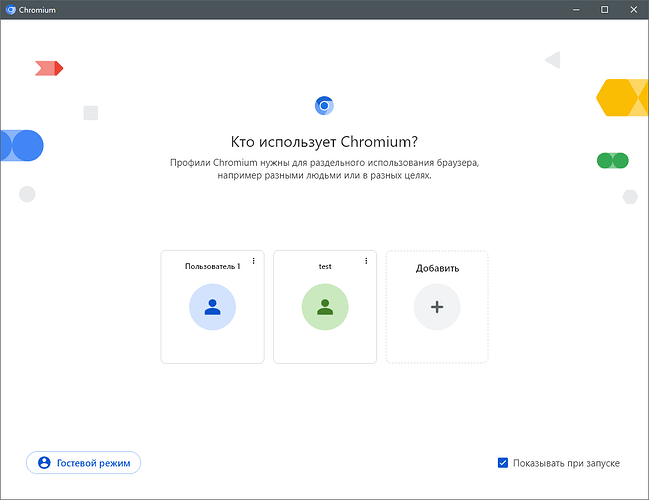 Chromium
Кто использует Chromium?
Профили Chromium нужны для раздельного использования браузера,
например разными людьми или в разных целях.
Пользователь 1
test
Добавить
Гостевой режим
Показывать при запуске